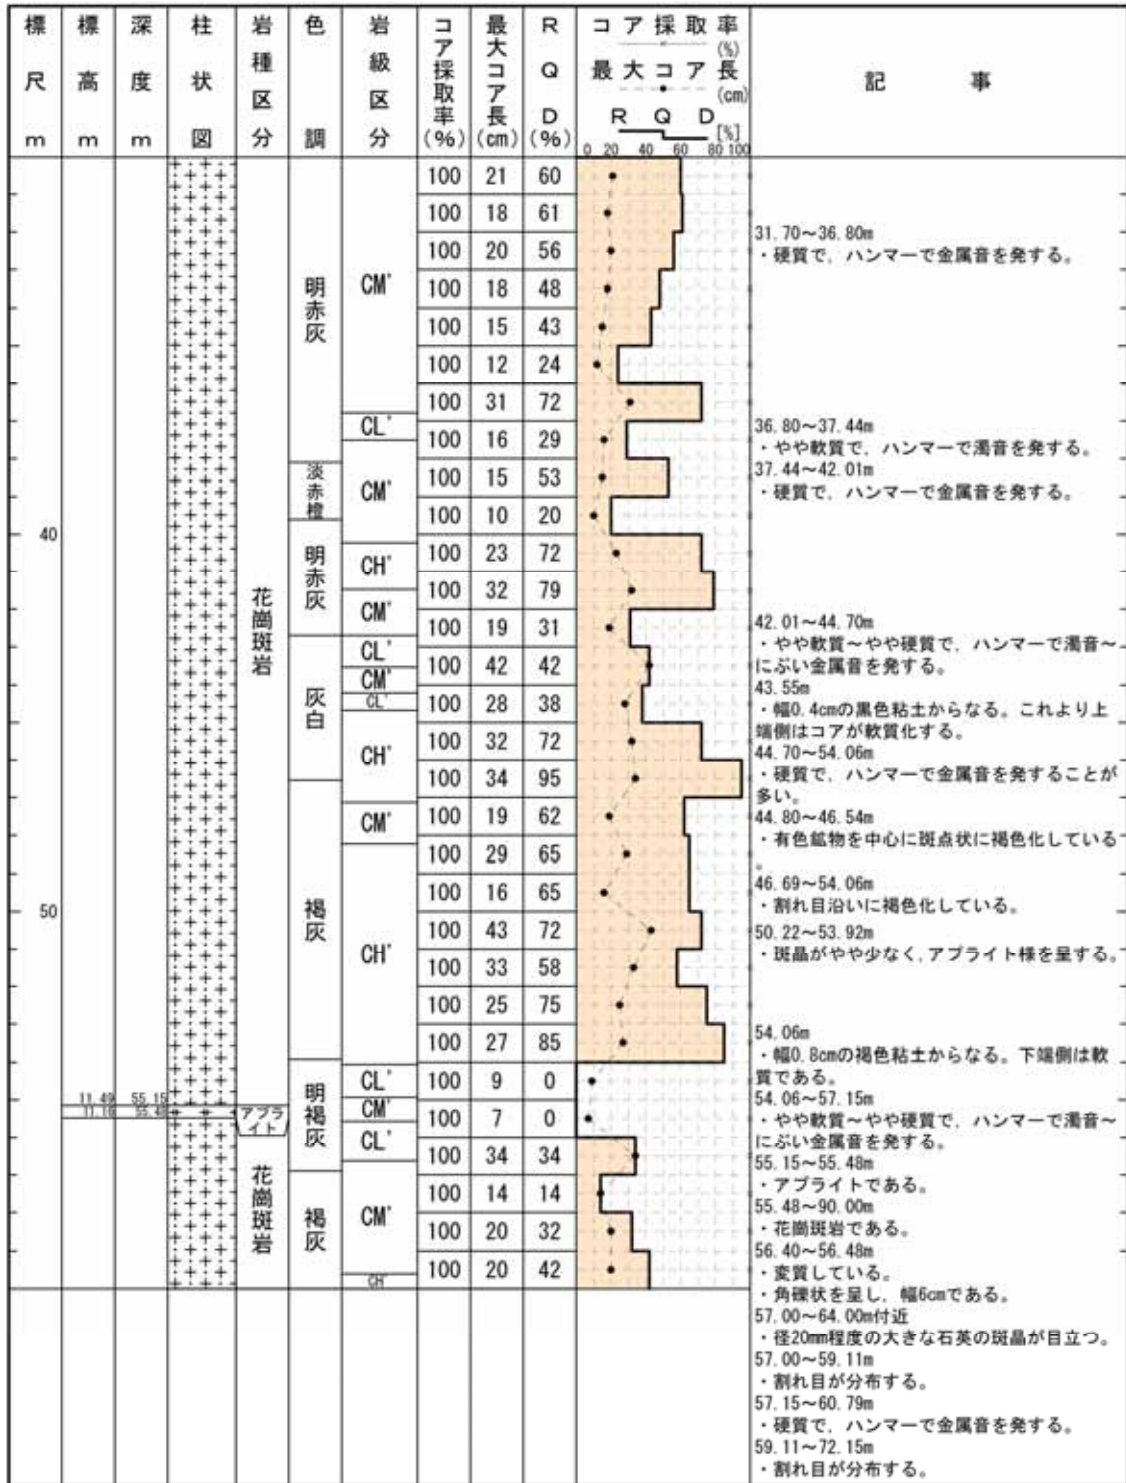 標尺m 標高m 深度m 柱状図 岩種区分 色調 岩級区分 コア採取率(%) 最大コア長(cm) RQD(%) コア採取率(%) 最大コア長(cm) RQD[%] 記事
0 20 40 60 80 100
100 21 60
100 18 61
31.70～36.80m
100 20 56
・硬質で，ハンマーで金属音を発する。
CM'
明赤灰
100 18 48
100 15 43
100 12 24
100 31 72
36.80～37.44m
CL'
100 16 29
・やや軟質で，ハンマーで濁音を発する。
37.44～42.01m
淡赤橙
CM'
100 15 53
・硬質で，ハンマーで金属音を発する。
100 10 20
40
明赤灰
CH'
100 23 72
100 32 79
花崗斑岩
CM'
100 19 31
42.01～44.70m
・やや軟質～やや硬質で，ハンマーで濁音～
CL'
100 42 42
にぶい金属音を発する。
CM'
43.55m
灰白
CL'
100 28 38
・幅0.4cmの黒色粘土からなる。これより上
端側はコアが軟質化する。
CH'
100 32 72
44.70～54.06m
100 34 95
・硬質で，ハンマーで金属音を発することが
多い。
CM'
100 19 62
44.80～46.54m
・有色鉱物を中心に斑点状に褐色化している
。
100 29 65
46.69～54.06m
褐灰
100 16 65
・割れ目沿いに褐色化している。
50
CH'
100 43 72
50.22～53.92m
・斑晶がやや少なく，アプライト様を呈する。
100 33 58
100 25 75
100 27 85
54.06m
・幅0.8cmの褐色粘土からなる。下端側は軟
質である。
明褐灰
CL'
100 9 0
11.49 55.15
54.06～57.15m
11.16 55.48
アプライト
CM'
100 7 0
・やや軟質～やや硬質で，ハンマーで濁音～
にぶい金属音を発する。
CL'
100 34 34
55.15～55.48m
・アプライトである。
花崗斑岩
褐灰
CM'
100 14 14
55.48～90.00m
・花崗斑岩である。
100 20 32
56.40～56.48m
・変質している。
100 20 42
CH'
・角礫状を呈し，幅6cmである。
57.00～64.00m付近
・径20mm程度の大きな石英の斑晶が目立つ。
57.00～59.11m
・割れ目が分布する。
57.15～60.79m
・硬質で，ハンマーで金属音を発する。
59.11～72.15m
・割れ目が分布する。